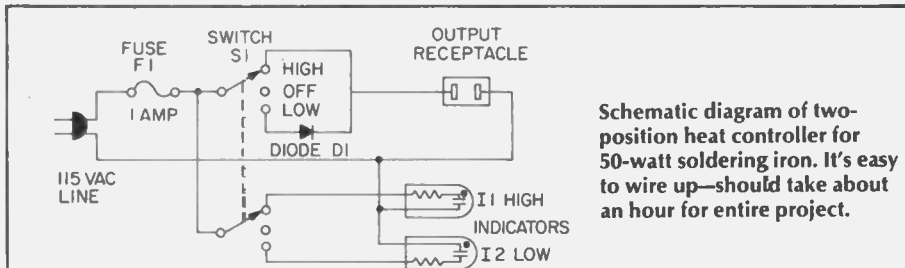 FUSE
F1
1 AMP
SWITCH
S1
HIGH
OFF
LOW
DIODE D1
OUTPUT
RECEPTACLE
115 VAC
LINE
I1 HIGH
INDICATORS
I2 LOW
Schematic diagram of two-
position heat controller for
50-watt soldering iron. It's easy
to wire up—should take about
an hour for entire project.